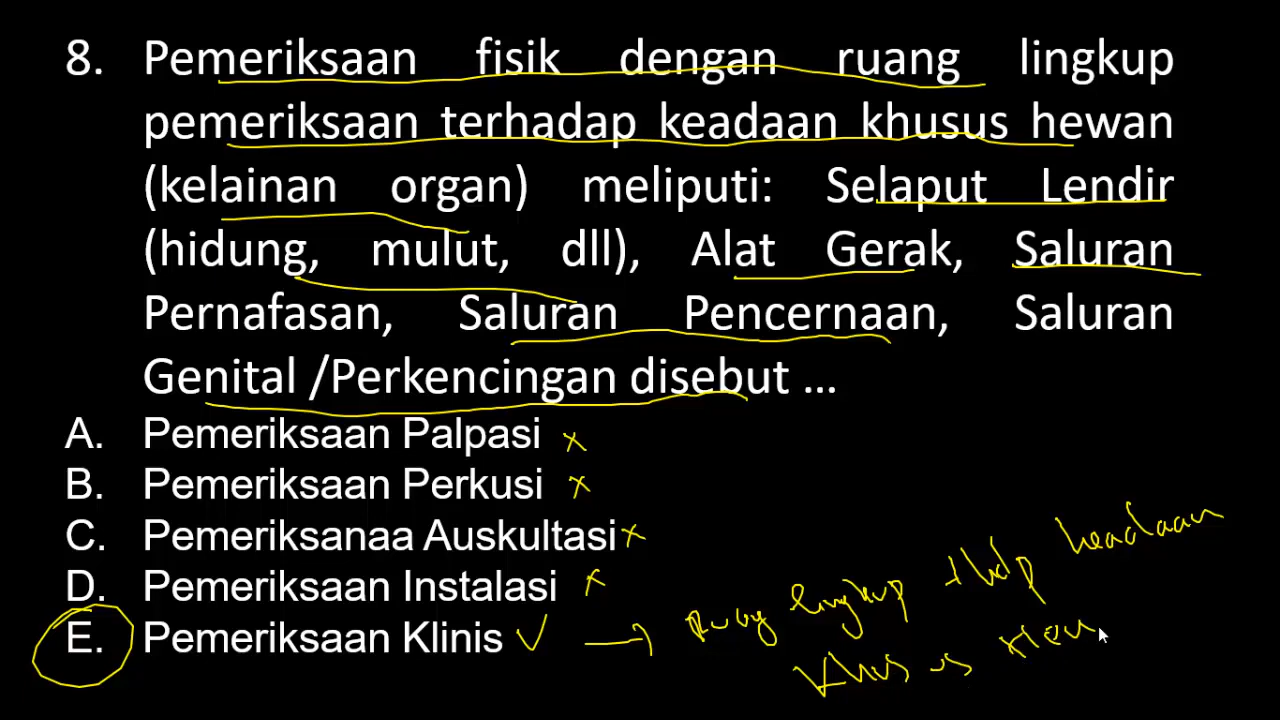 8. Pemeriksaan fisik dengan ruang lingkup
pemeriksaan terhadap keadaan khusus hewan
(kelainan organ) meliputi: Selaput Lendir
(hidung, mulut, dll), Alat Gerak, Saluran
Pernafasan, Saluran Pencernaan, Saluran
Genital /Perkencingan disebut ...
A. Pemeriksaan Palpasi x
B. Pemeriksaan Perkusi x
C. Pemeriksanaa Auskultasi x
D. Pemeriksaan Instalasi x
E. Pemeriksaan Klinis ✓ →
lingkup keadaan